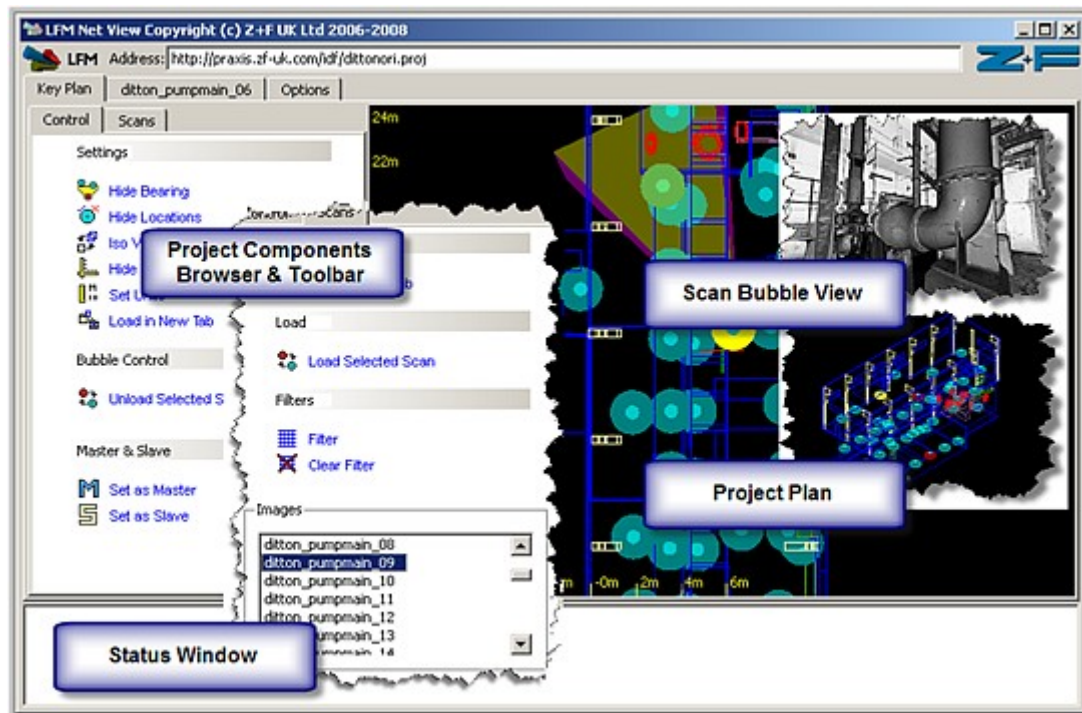 LFM Net View Copyright (c) Z+F UK Ltd 2006-2008
LFM Address: http://praxis.zf-uk.com/idf/dittonori.proj
Z+F
Key Plan ditton_pumpmain_06 Options
Control Scans
Settings
Hide Bearing
Hide Locations
Iso
Hide
Set
Load in New Tab
Bubble Control
Unload Selected S
Master & Slave
Set as Master
Set as Slave
Scans
Project Components
Browser & Toolbar
Load
Load Selected Scan
Filters
Filter
Clear Filter
Images
ditton_pumpmain_08
ditton_pumpmain_09
ditton_pumpmain_10
ditton_pumpmain_11
ditton_pumpmain_12
pumpmain_13
24m
22m
Scan Bubble View
Project Plan
-0m 2m 4m 6m
Status Window